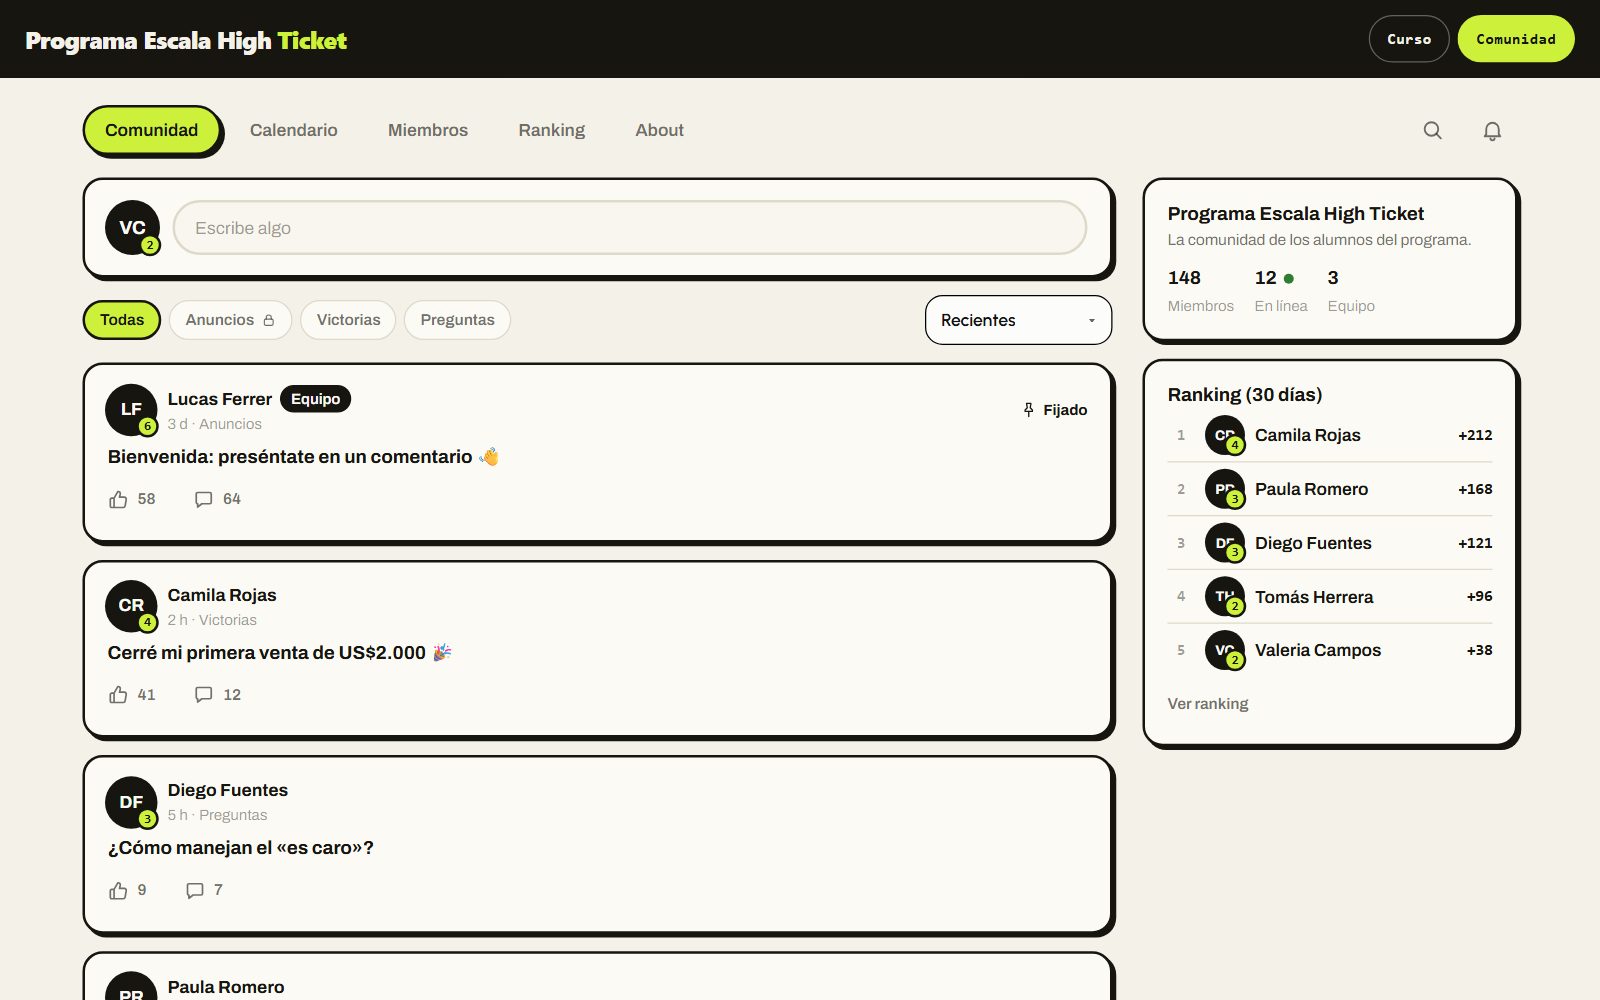 Programa Escala High Ticket
Curso
Comunidad
Comunidad
Calendario
Miembros
Ranking
About
VC
2
Escribe algo
Todas
Anuncios
Victorias
Preguntas
Recientes
LF
6
Lucas Ferrer
Equipo
3 d · Anuncios
Fijado
Bienvenida: preséntate en un comentario 👋
58
64
CR
4
Camila Rojas
2 h · Victorias
Cerré mi primera venta de US$2.000 🎉
41
12
DF
3
Diego Fuentes
5 h · Preguntas
¿Cómo manejan el «es caro»?
9
7
PR
Paula Romero
Programa Escala High Ticket
La comunidad de los alumnos del programa.
148
12
3
Miembros
En línea
Equipo
Ranking (30 días)
1
CR
4
Camila Rojas
+212
2
PR
3
Paula Romero
+168
3
DF
3
Diego Fuentes
+121
4
TH
2
Tomás Herrera
+96
5
VC
2
Valeria Campos
+38
Ver ranking